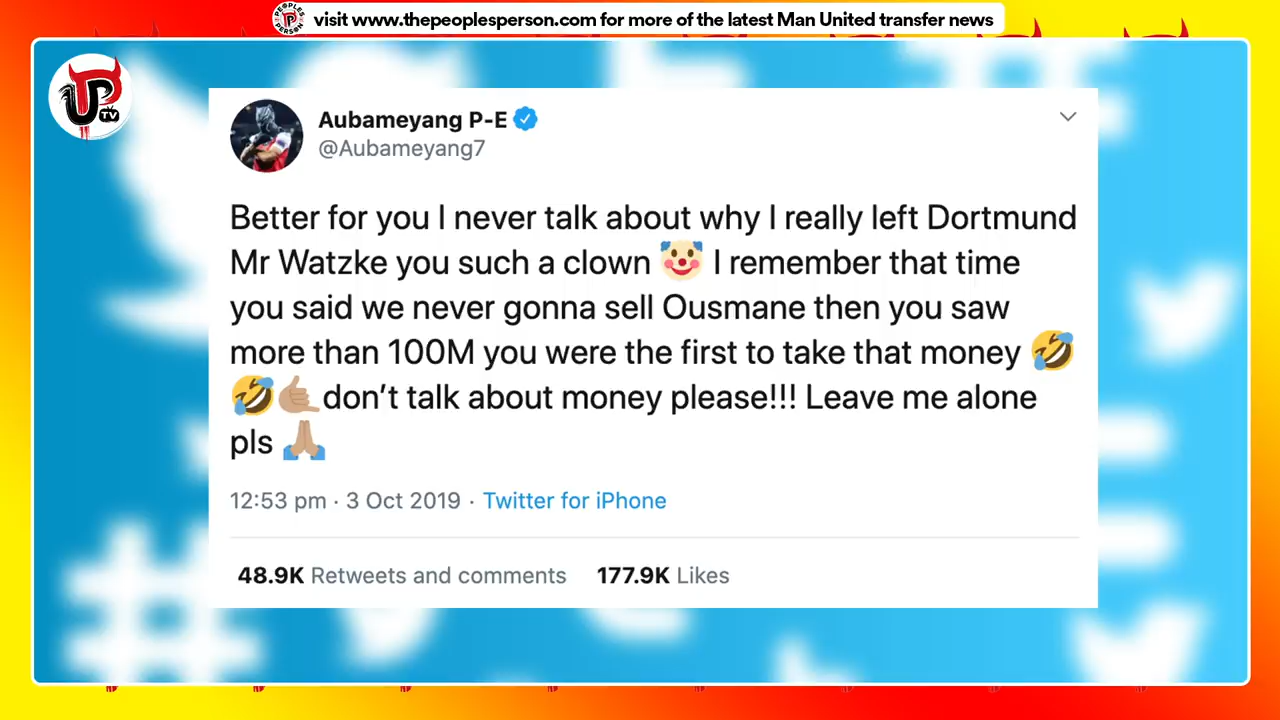 PEOPLES PERSON
visit www.thepeoplesperson.com for more of the latest Man United transfer news
UP TV
Aubameyang P-E
@Aubameyang7
Better for you I never talk about why I really left Dortmund
Mr Watzke you such a clown 🤡 I remember that time
you said we never gonna sell Ousmane then you saw
more than 100M you were the first to take that money 🤣
🤣🤙🏽don’t talk about money please!!! Leave me alone
pls 🙏🏽
12:53 pm · 3 Oct 2019 · Twitter for iPhone
48.9K Retweets and comments 177.9K Likes